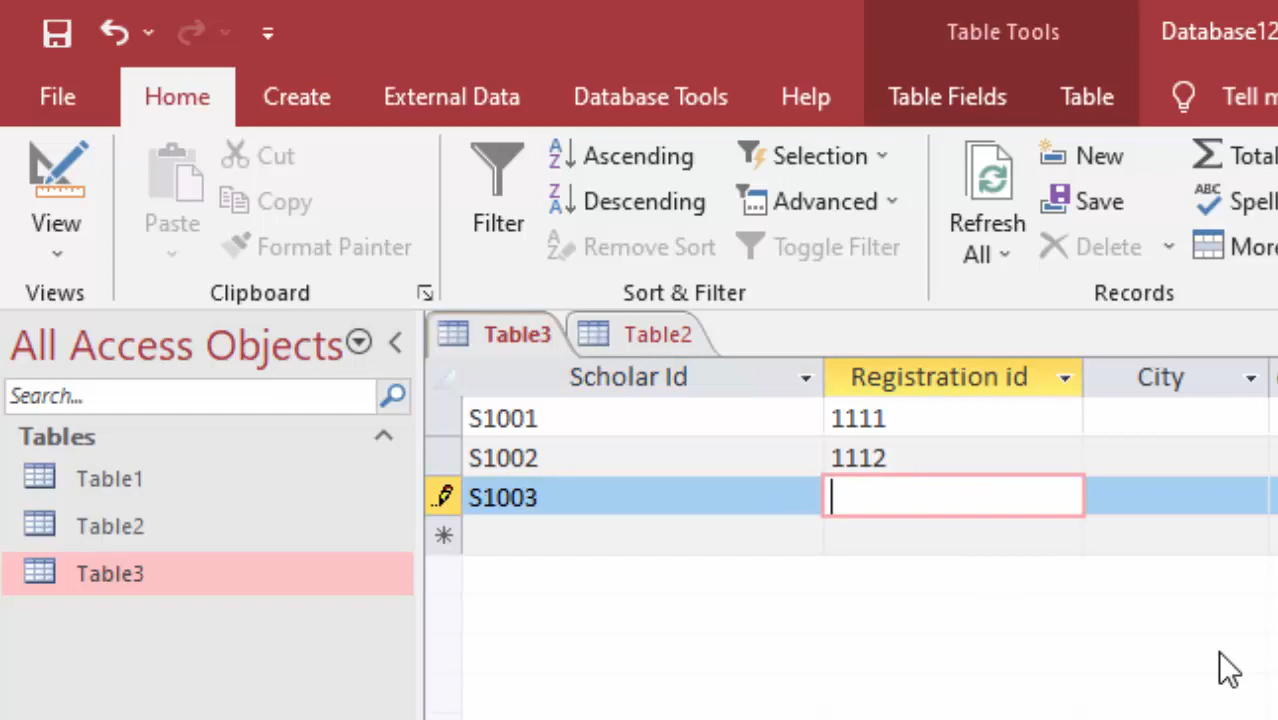 Table Tools
Database12
File
Home
Create
External Data
Database Tools
Help
Table Fields
Table
Tell
View
Paste
Cut
Copy
Format Painter
Filter
Ascending
Descending
Remove Sort
Selection
Advanced
Toggle Filter
Refresh
All
New
Save
Delete
Total
ABC
Spell
More
Views
Clipboard
Sort & Filter
Records
All Access Objects
Search...
Tables
Table1
Table2
Table3
Table3
Table2
Scholar Id
Registration id
City
S1001
1111
S1002
1112
S1003